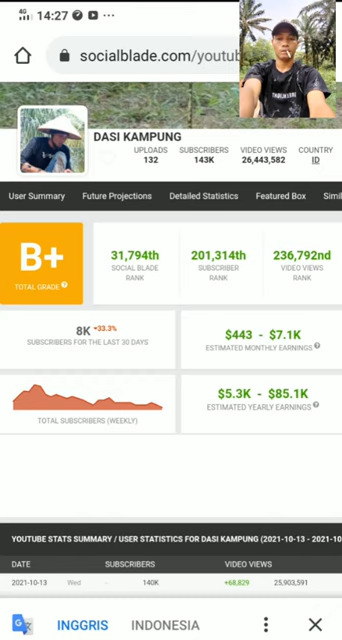 4G 14:27
socialblade.com/youtu
DASI KAMPUNG
UPLOADS SUBSCRIBERS VIDEO VIEWS COUNTRY
132 143K 26,443,582 ID
User Summary Future Projections Detailed Statistics Featured Box Simi
B+
TOTAL GRADE
31,794th 201,314th 236,792nd
SOCIAL BLADE RANK SUBSCRIBER RANK VIDEO VIEWS RANK
8K -33.3%
SUBSCRIBERS FOR THE LAST 30 DAYS
$443 - $7.1K
ESTIMATED MONTHLY EARNINGS
TOTAL SUBSCRIBERS (WEEKLY)
$5.3K - $85.1K
ESTIMATED YEARLY EARNINGS
YOUTUBE STATS SUMMARY / USER STATISTICS FOR DASI KAMPUNG (2021-10-13 - 2021-10
DATE SUBSCRIBERS VIDEO VIEWS
2021-10-13 Wed - 140K +68,829 25,903,591
INGGRIS INDONESIA